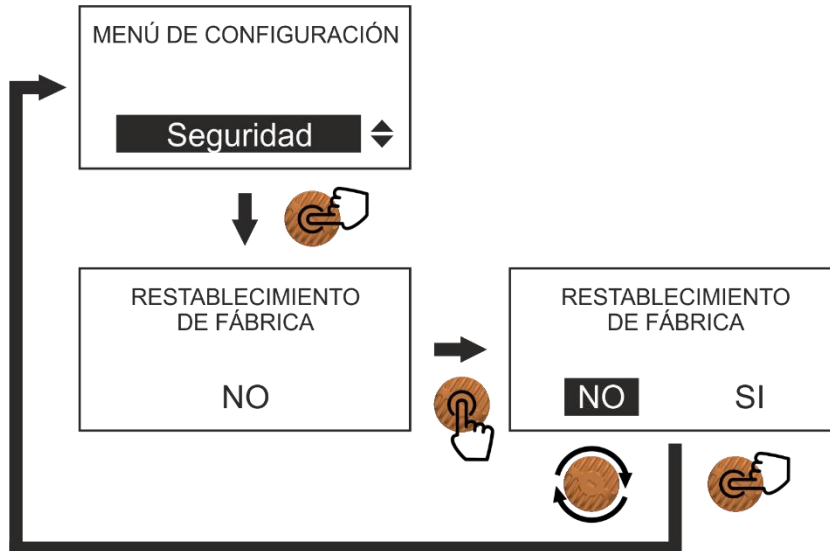 MENÚ DE CONFIGURACIÓN
Seguridad
RESTABLECIMIENTO
DE FÁBRICA
NO
RESTABLECIMIENTO
DE FÁBRICA
NO SI